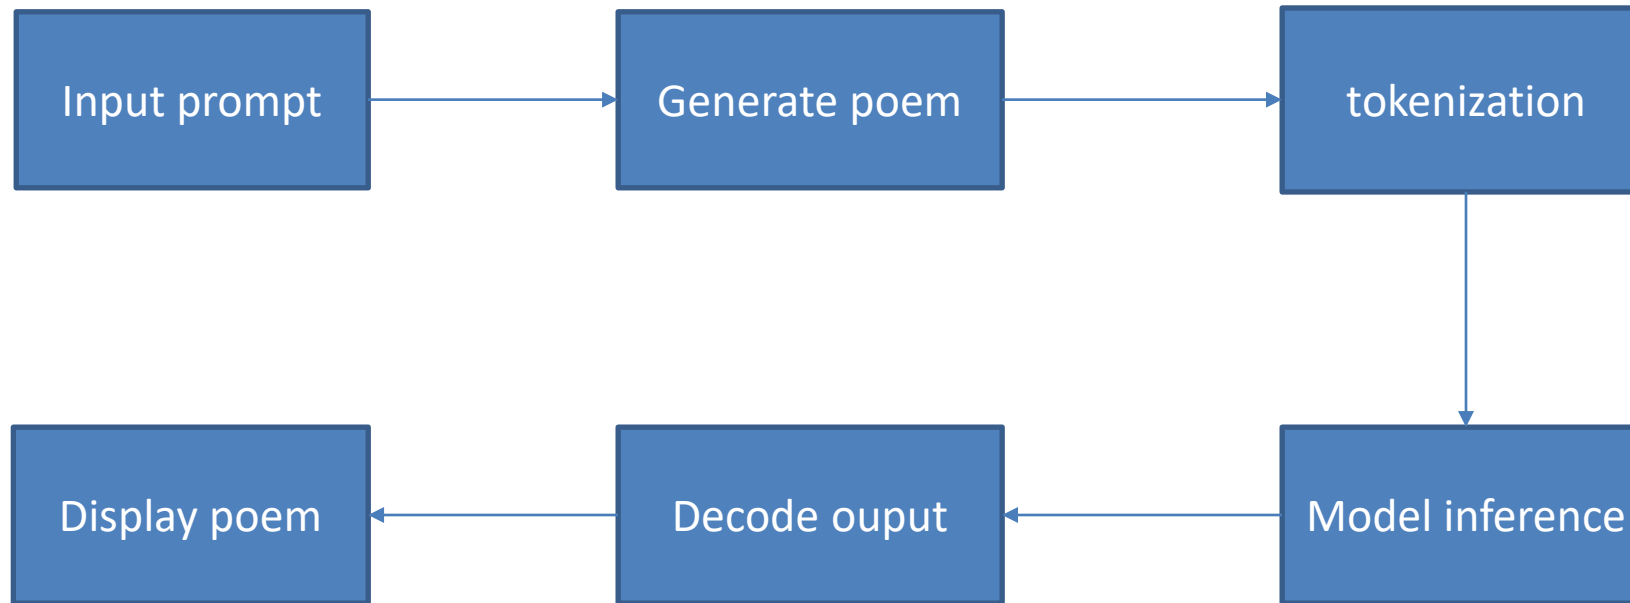 Input prompt
Generate poem
tokenization
Model inference
Decode ouput
Display poem